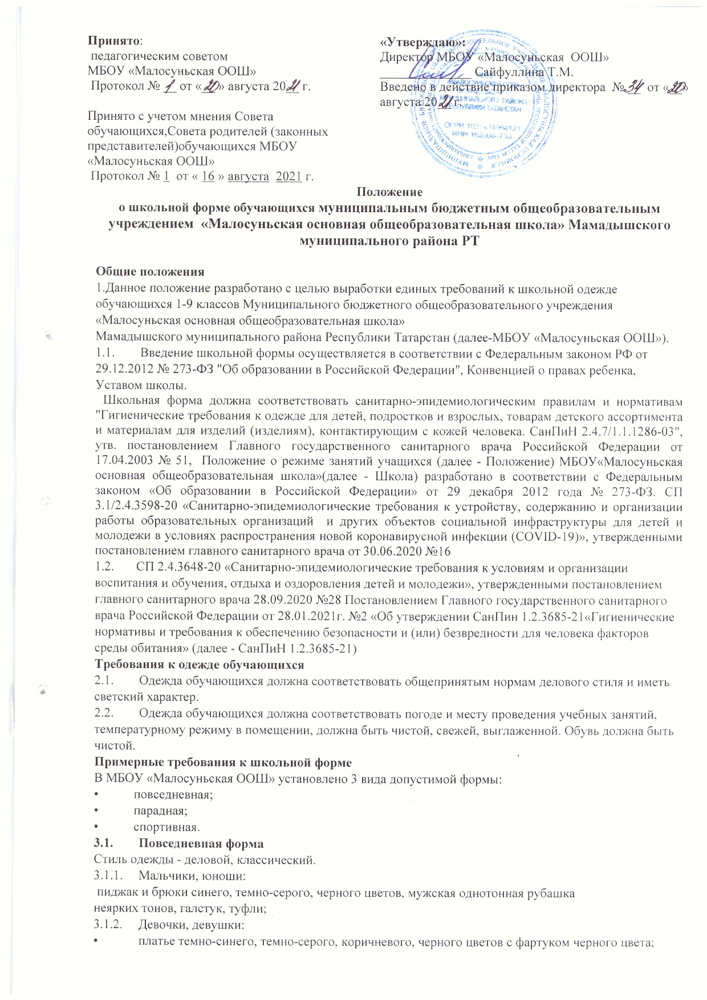 Принято:
педагогическим советом
МБОУ «Малосуньская ООШ»
Протокол № 1 от «20» августа 2021 г.
Принято с учетом мнения Совета
обучающихся,Совета родителей (законных
представителей)обучающихся МБОУ
«Малосуньская ООШ»
Протокол № 1 от « 16 » августа 2021 г.
«Утверждаю»:
Директор МБОУ «Малосуньская ООШ»
Сайфуллина Т.М.
Введено в действие приказом директора №34 от «20»
августа 2021 г.
Положение
о школьной форме обучающихся муниципальным бюджетным общеобразовательным
учреждением «Малосуньская основная общеобразовательная школа» Мамадышского
муниципального района РТ
Общие положения
1.Данное положение разработано с целью выработки единых требований к школьной одежде
обучающихся 1-9 классов Муниципального бюджетного общеобразовательного учреждения
«Малосуньская основная общеобразовательная школа»
Мамадышского муниципального района Республики Татарстан (далее-МБОУ «Малосуньская ООШ»).
1.1. Введение школьной формы осуществляется в соответствии с Федеральным законом РФ от
29.12.2012 № 273-ФЗ "Об образовании в Российской Федерации", Конвенцией о правах ребенка,
Уставом школы.
Школьная форма должна соответствовать санитарно-эпидемиологическим правилам и нормативам
"Гигиенические требования к одежде для детей, подростков и взрослых, товарам детского ассортимента
и материалам для изделий (изделиям), контактирующим с кожей человека. СанПиН 2.4.7/1.1.1286-03",
утв. постановлением Главного государственного санитарного врача Российской Федерации от
17.04.2003 № 51, Положение о режиме занятий учащихся (далее - Положение) МБОУ«Малосуньская
основная общеобразовательная школа»(далее - Школа) разработано в соответствии с Федеральным
законом «Об образовании в Российской Федерации» от 29 декабря 2012 года № 273-ФЗ. СП
3.1/2.4.3598-20 «Санитарно-эпидемиологические требования к устройству, содержанию и организации
работы образовательных организаций и других объектов социальной инфраструктуры для детей и
молодежи в условиях распространения новой коронавирусной инфекции (COVID-19)», утвержденными
постановлением главного санитарного врача от 30.06.2020 №16
1.2. СП 2.4.3648-20 «Санитарно-эпидемиологические требования к условиям и организации
воспитания и обучения, отдыха и оздоровления детей и молодежи», утвержденными постановлением
главного санитарного врача 28.09.2020 №28 Постановлением Главного государственного санитарного
врача Российской Федерации от 28.01.2021г. №2 «Об утверждении СанПин 1.2.3685-21«Гигиенические
нормативы и требования к обеспечению безопасности и (или) безвредности для человека факторов
среды обитания» (далее - СанПиН 1.2.3685-21)
Требования к одежде обучающихся
2.1. Одежда обучающихся должна соответствовать общепринятым нормам делового стиля и иметь
светский характер.
2.2. Одежда обучающихся должна соответствовать погоде и месту проведения учебных занятий,
температурному режиму в помещении, должна быть чистой, свежей, выглаженной. Обувь должна быть
чистой.
Примерные требования к школьной форме
В МБОУ «Малосуньская ООШ» установлено 3 вида допустимой формы:
• повседневная;
• парадная;
• спортивная.
3.1. Повседневная форма
Стиль одежды - деловой, классический.
3.1.1. Мальчики, юноши:
пиджак и брюки синего, темно-серого, черного цветов, мужская однотонная рубашка
неярких тонов, галстук, туфли;
3.1.2. Девочки, девушки:
• платье темно-синего, темно-серого, коричневого, черного цветов с фартуком черного цвета;